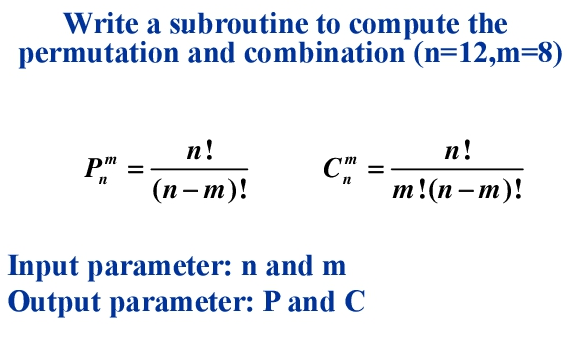 Write a subroutine to compute the
permutation and combination (n=12,m=8)
P_n^m = n! / (n−m)!    C_n^m = n! / m!(n−m)!
Input parameter: n and m
Output parameter: P and C